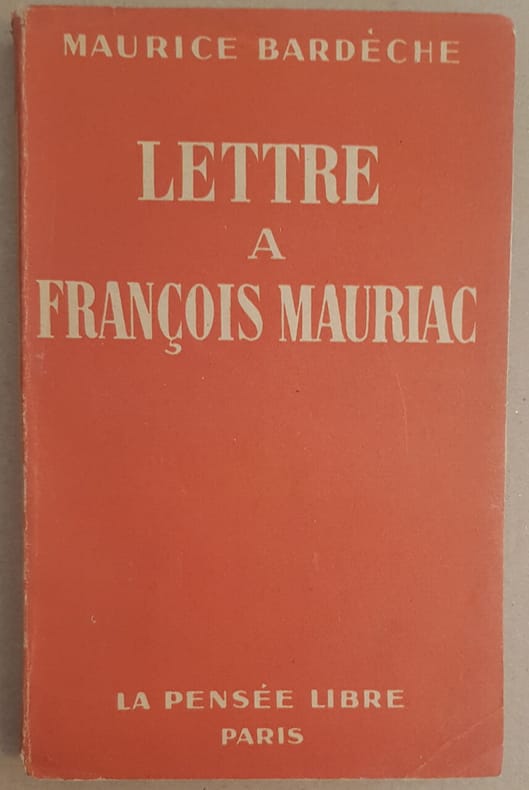 MAURICE BARDÈCHE
LETTRE
A
FRANÇOIS MAURIAC
LA PENSÉE LIBRE
PARIS